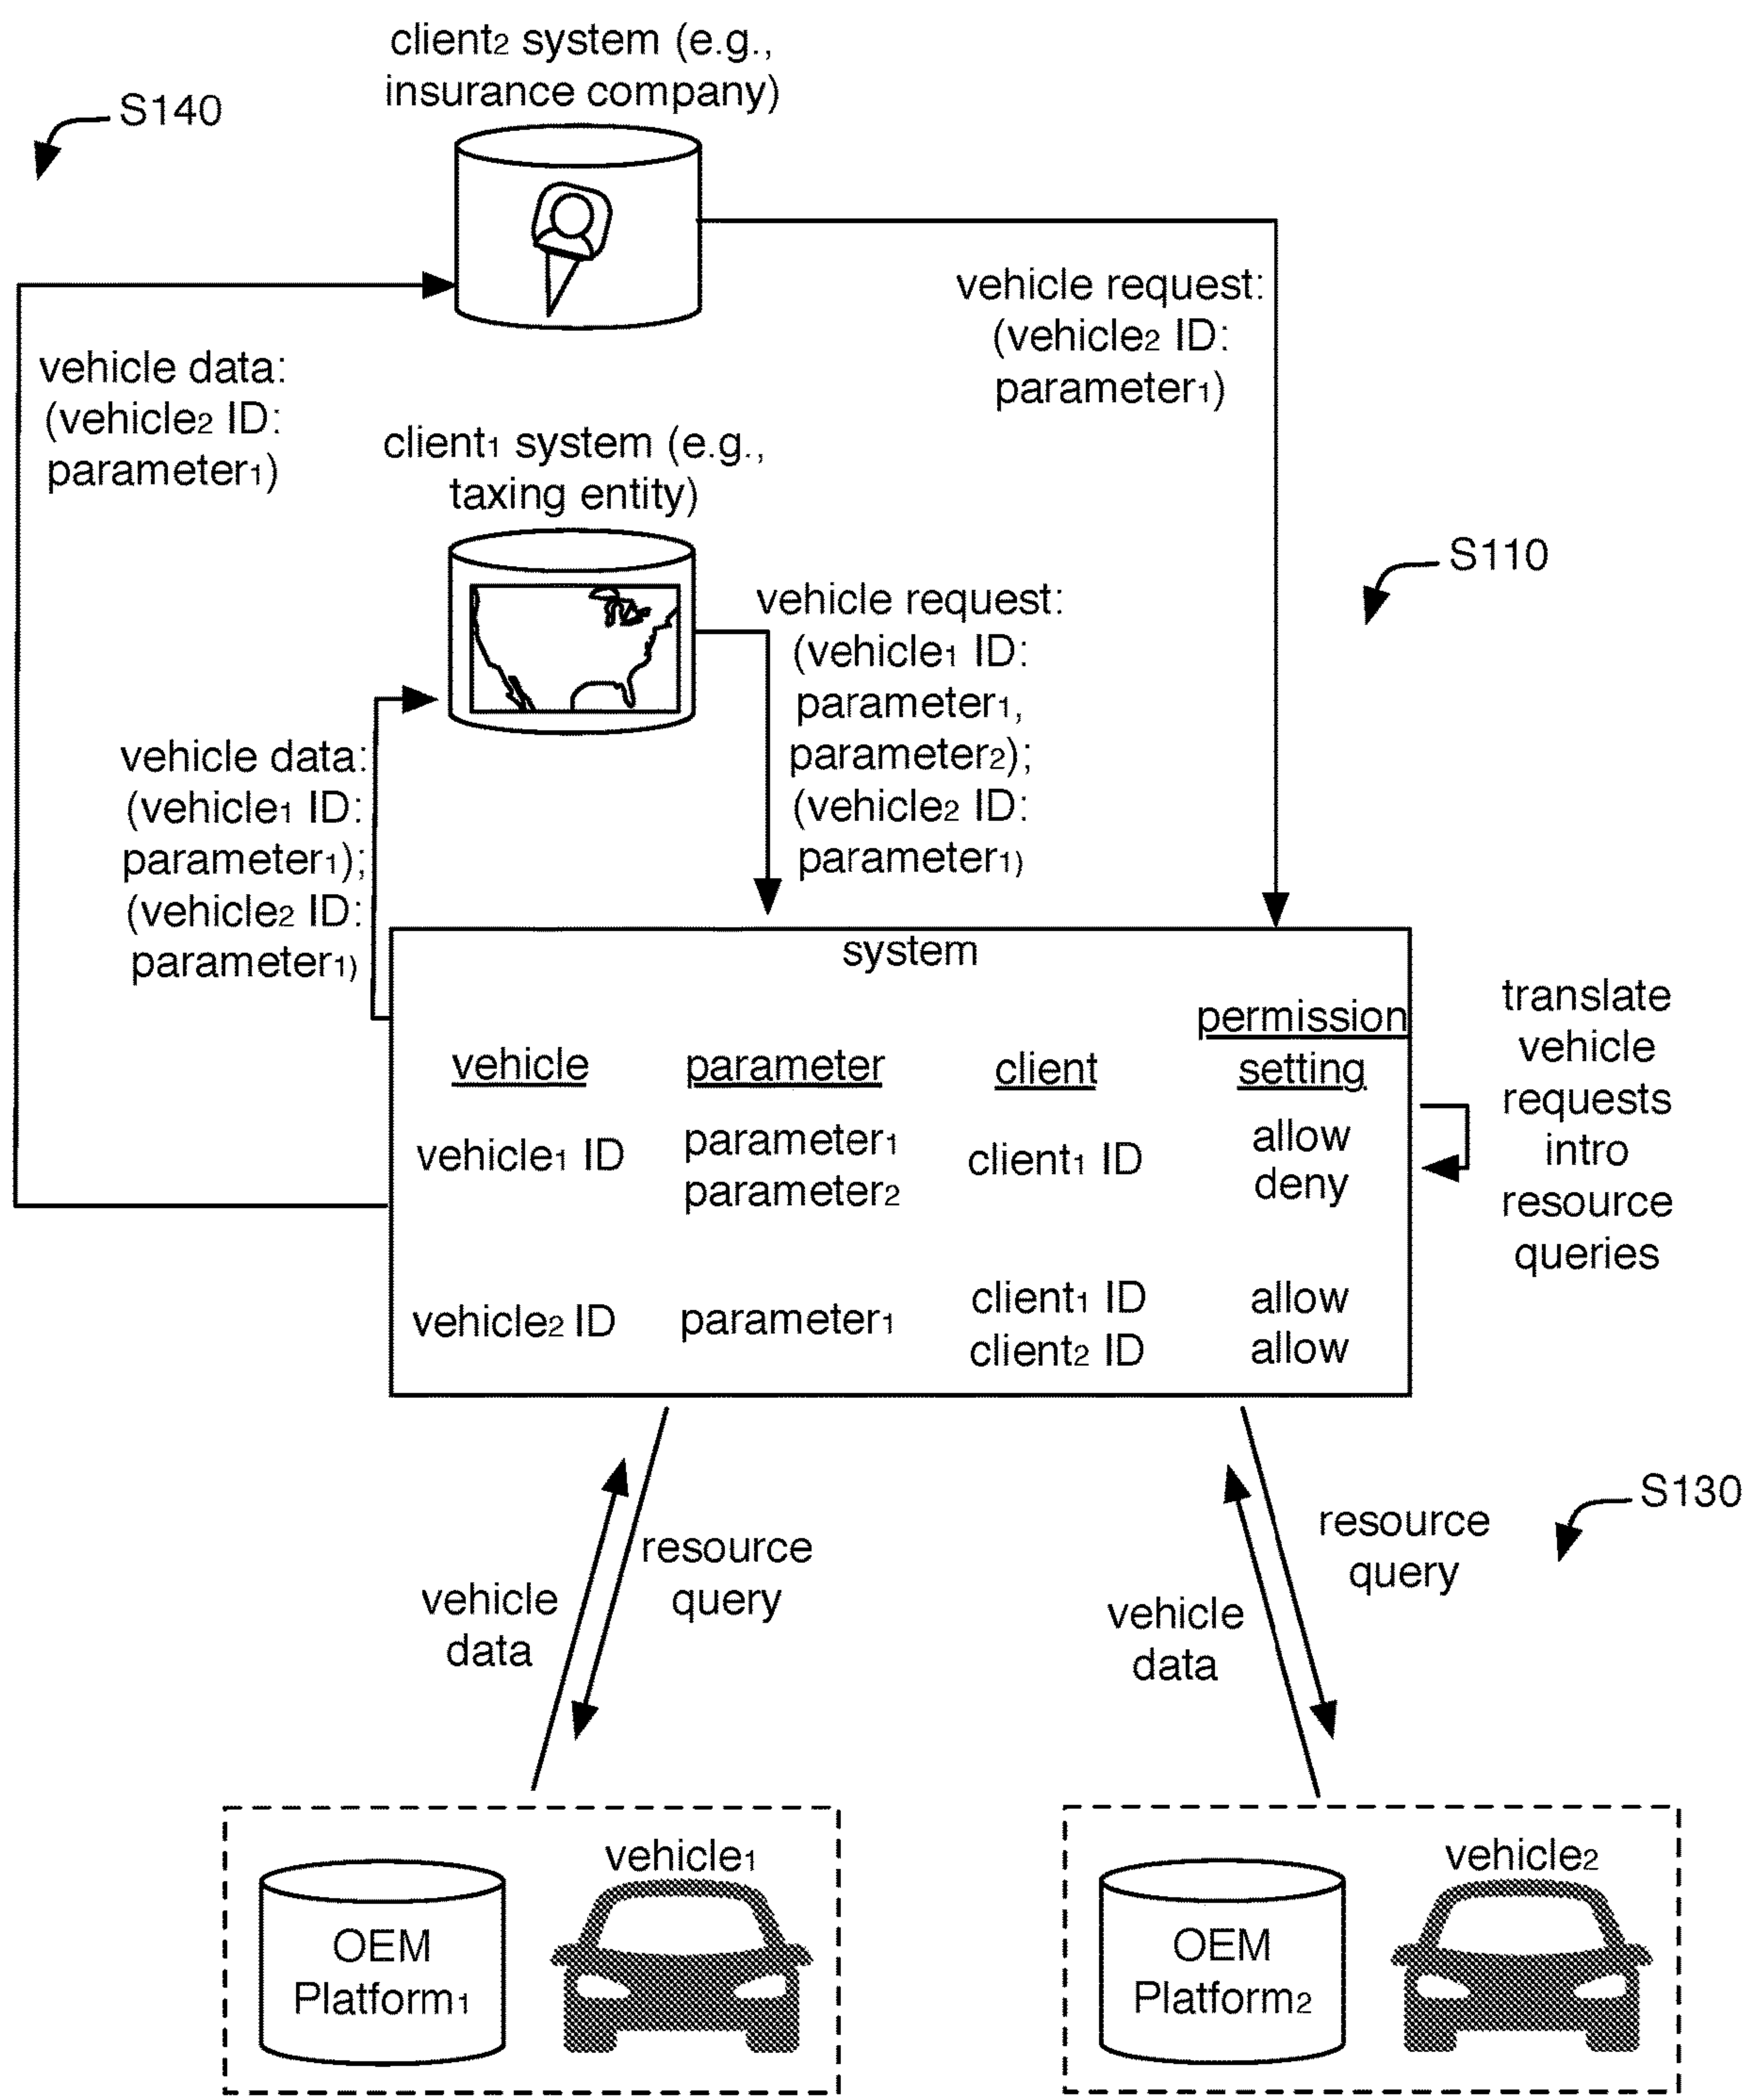 client₂ system (e.g.,
insurance company)
S140
vehicle request:
(vehicle₂ ID:
parameter₁)
vehicle data:
(vehicle₂ ID:
parameter₁)
client₁ system (e.g.,
taxing entity)
S110
vehicle request:
(vehicle₁ ID:
parameter₁,
parameter₂);
(vehicle₂ ID:
parameter₁)
vehicle data:
(vehicle₁ ID:
parameter₁);
(vehicle₂ ID:
parameter₁)
system
vehicle parameter client permission setting
vehicle₁ ID parameter₁ client₁ ID allow
parameter₂ deny
vehicle₂ ID parameter₁ client₁ ID allow
client₂ ID allow
translate
vehicle
requests
intro
resource
queries
S130
vehicle
data
resource
query
vehicle
data
resource
query
OEM
Platform₁
vehicle₁
OEM
Platform₂
vehicle₂